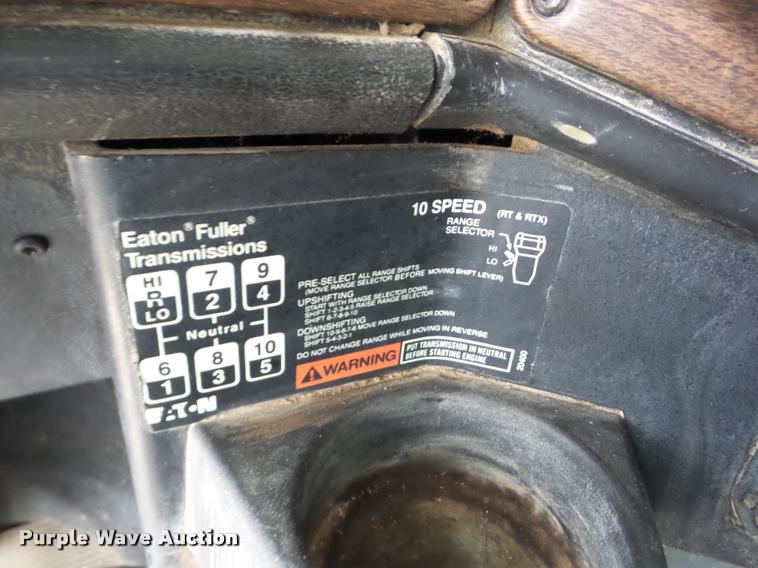 10 SPEED (RT & RTX)
RANGE SELECTOR
HI
LO
Eaton® Fuller® Transmissions
HI R LO
7 2
9 4
Neutral
6 1
8 3
10 5
EATON
PRE-SELECT ALL RANGE SHIFTS
(MOVE RANGE SELECTOR BEFORE MOVING SHIFT LEVER)
UPSHIFTING
START WITH RANGE SELECTOR DOWN
SHIFT 1-2-3-4-5 RAISE RANGE SELECTOR
SHIFT 6-7-8-9-10
DOWNSHIFTING
SHIFT 10-9-8-7-6 MOVE RANGE SELECTOR DOWN
SHIFT 5-4-3-2-1
DO NOT CHANGE RANGE WHILE MOVING IN REVERSE
WARNING
PUT TRANSMISSION IN NEUTRAL
BEFORE STARTING ENGINE
20400
Purple Wave Auction